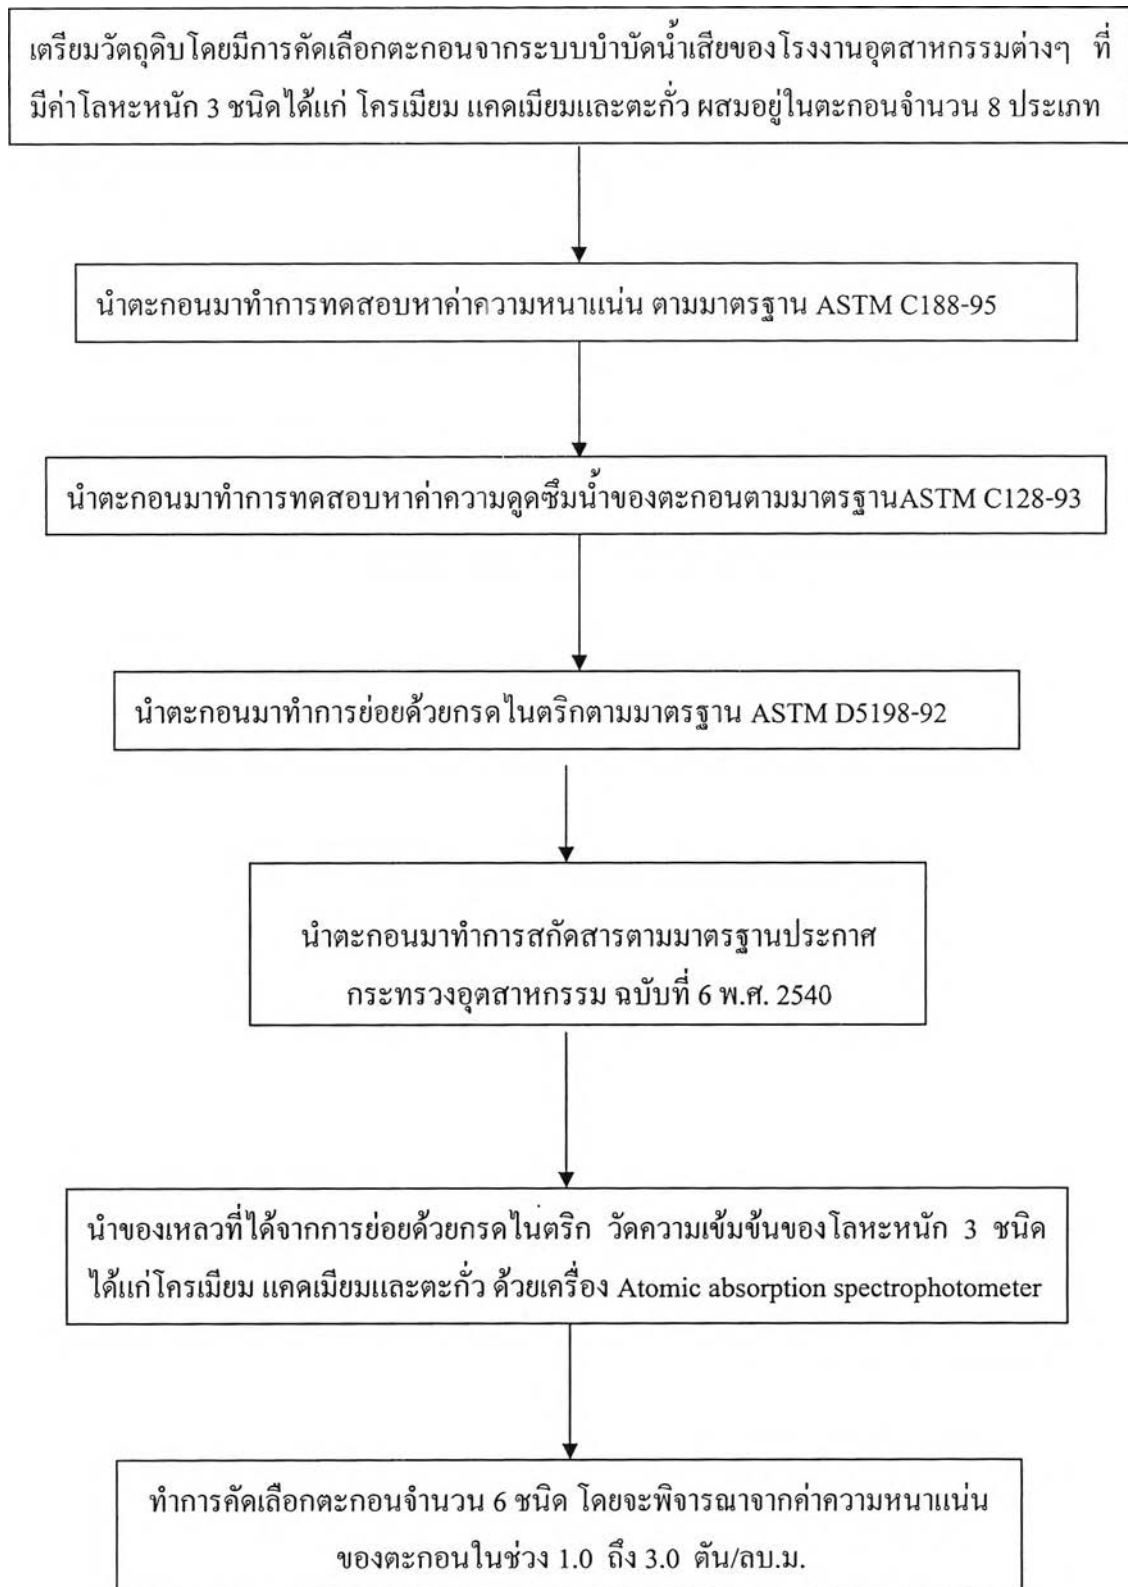 เตรียมวัตถุดิบโดยมีการคัดเลือกตะกอนจากระบบบำบัดน้ำเสียของโรงงานอุตสาหกรรมต่างๆ ที่
มีค่าโลหะหนัก 3 ชนิดได้แก่ โครเมียม แคดเมียมและตะกั่ว ผสมอยู่ในตะกอนจำนวน 8 ประเภท
นำตะกอนมาทำการทดสอบหาค่าความหนาแน่น ตามมาตรฐาน ASTM C188-95
นำตะกอนมาทำการทดสอบหาค่าความดูดซึมน้ำของตะกอนตามมาตรฐานASTM C128-93
นำตะกอนมาทำการย่อยด้วยกรดไนตริกตามมาตรฐาน ASTM D5198-92
นำตะกอนมาทำการสกัดสารตามมาตรฐานประกาศ
กระทรวงอุตสาหกรรม ฉบับที่ 6 พ.ศ. 2540
นำของเหลวที่ได้จากการย่อยด้วยกรดไนตริก วัดความเข้มข้นของโลหะหนัก 3 ชนิด
ได้แก่โครเมียม แคดเมียมและตะกั่ว ด้วยเครื่อง Atomic absorption spectrophotometer
ทำการคัดเลือกตะกอนจำนวน 6 ชนิด โดยจะพิจารณาจากค่าความหนาแน่น
ของตะกอนในช่วง 1.0 ถึง 3.0 ตัน/ลบ.ม.